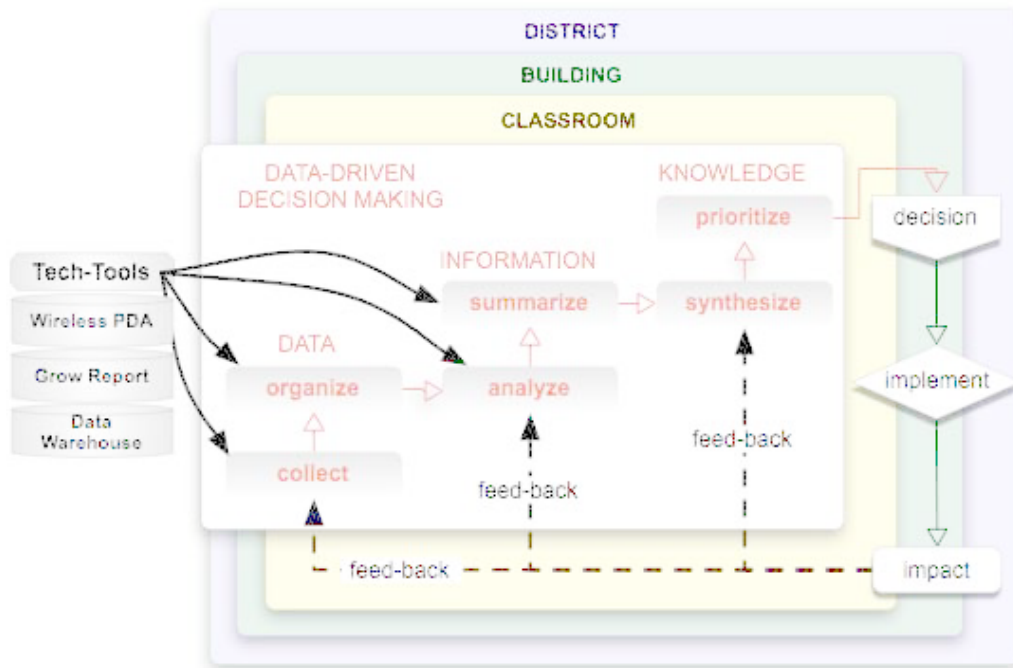 DISTRICT
BUILDING
CLASSROOM
DATA-DRIVEN
DECISION MAKING
KNOWLEDGE
prioritize
decision
Tech-Tools
INFORMATION
summarize
synthesize
Wireless PDA
DATA
Grow Report
organize
analyze
implement
Data
Warehouse
feed-back
collect
feed-back
feed-back
impact